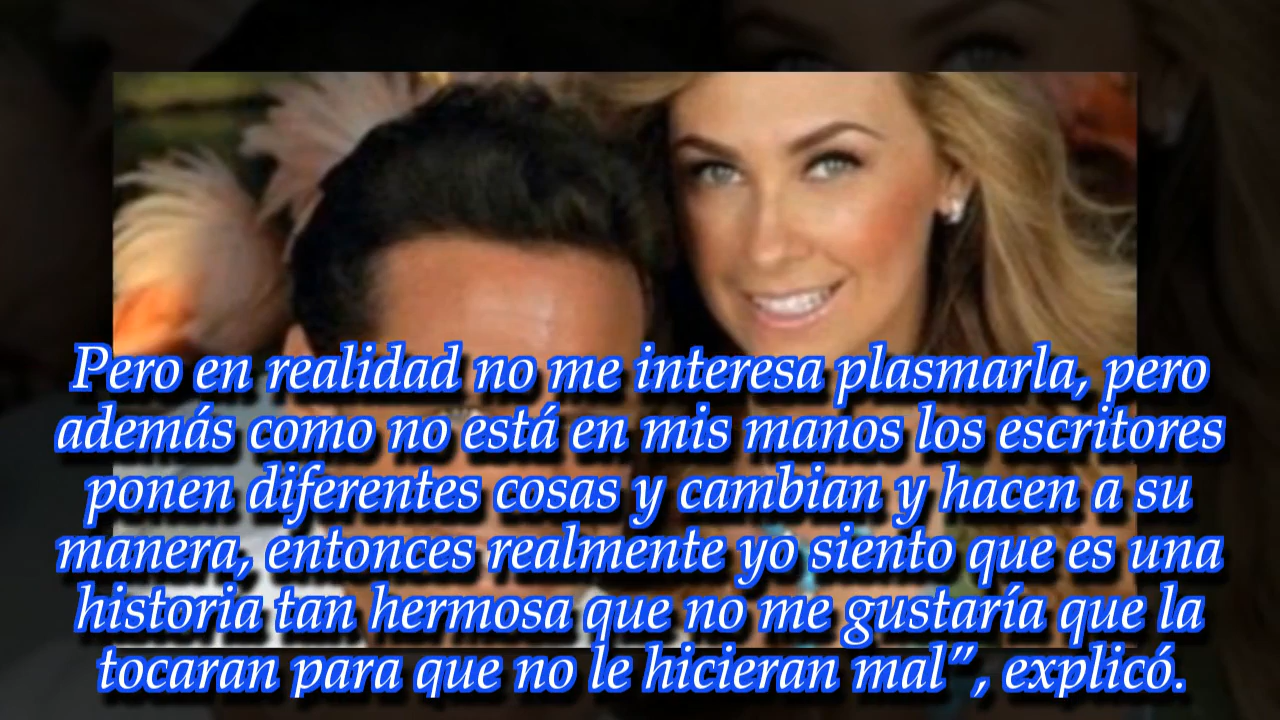 Pero en realidad no me interesa plasmarla, pero
además como no está en mis manos los escritores
ponen diferentes cosas y cambian y hacen a su
manera, entonces realmente yo siento que es una
historia tan hermosa que no me gustaría que la
tocaran para que no le hicieran mal”, explicó.